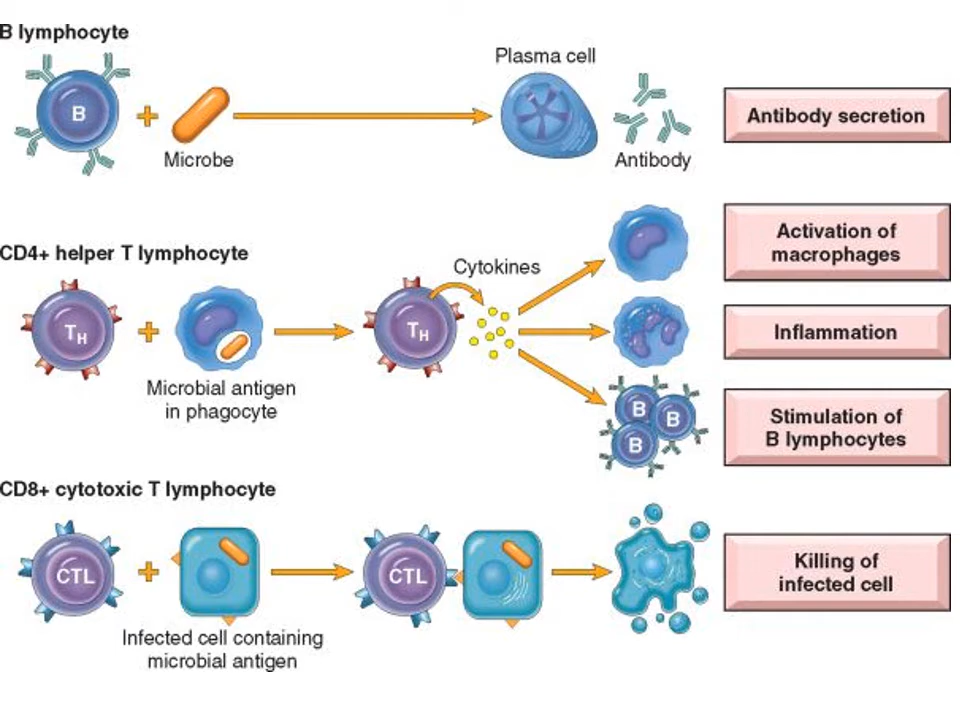 B lymphocyte
Plasma cell
B
+
Microbe
Antibody
Antibody secretion
CD4+ helper T lymphocyte
Cytokines
Activation of
macrophages
TH
+
TH
Inflammation
Microbial antigen
in phagocyte
B
B
B
Stimulation of
B lymphocytes
CD8+ cytotoxic T lymphocyte
CTL
+
CTL
Killing of
infected cell
Infected cell containing
microbial antigen